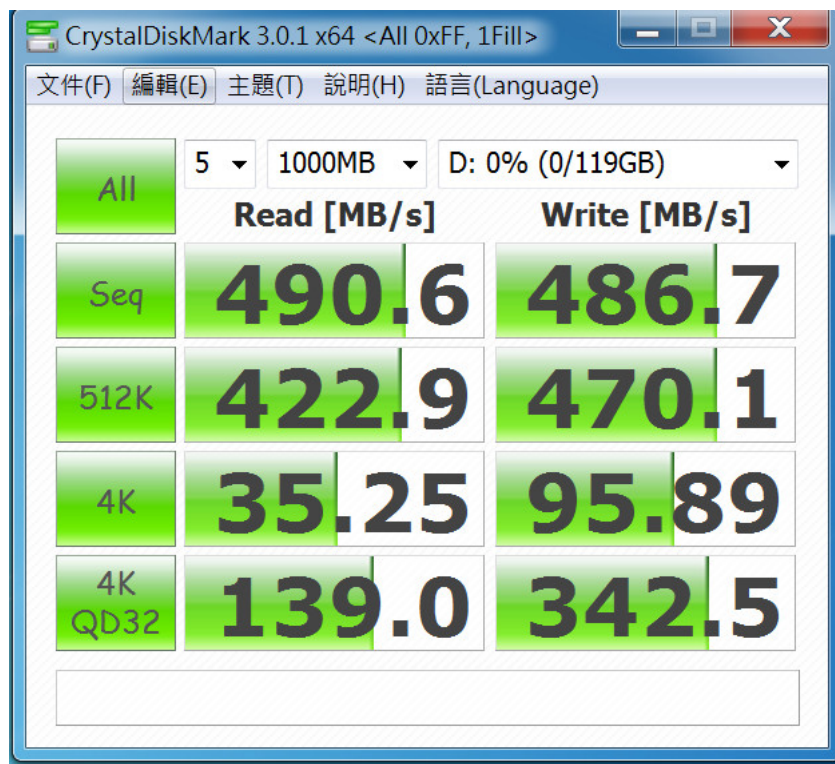 CrystalDiskMark 3.0.1 x64 <All 0xFF, 1Fill>
文件(F) 編輯(E) 主題(T) 說明(H) 語言(Language)
All 5 1000MB D: 0% (0/119GB)
Read [MB/s] Write [MB/s]
Seq 490.6 486.7
512K 422.9 470.1
4K 35.25 95.89
4K
QD32 139.0 342.5